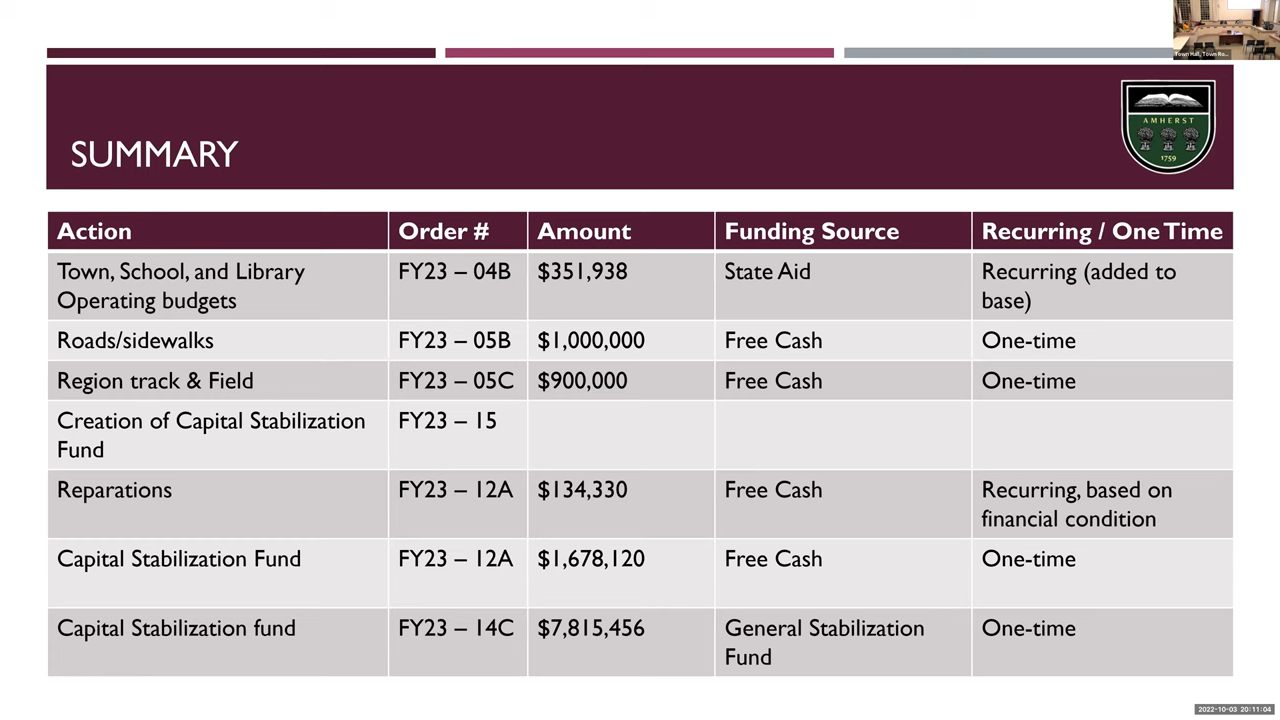 Town Hall, Town Ro...
SUMMARY
AMHERST
1759
Action Order # Amount Funding Source Recurring / One Time
Town, School, and Library FY23 – 04B $351,938 State Aid Recurring (added to
Operating budgets base)
Roads/sidewalks FY23 – 05B $1,000,000 Free Cash One-time
Region track & Field FY23 – 05C $900,000 Free Cash One-time
Creation of Capital Stabilization FY23 – 15
Fund
Reparations FY23 – 12A $134,330 Free Cash Recurring, based on
financial condition
Capital Stabilization Fund FY23 – 12A $1,678,120 Free Cash One-time
Capital Stabilization fund FY23 – 14C $7,815,456 General Stabilization One-time
Fund
2022-10-03 20:11:04